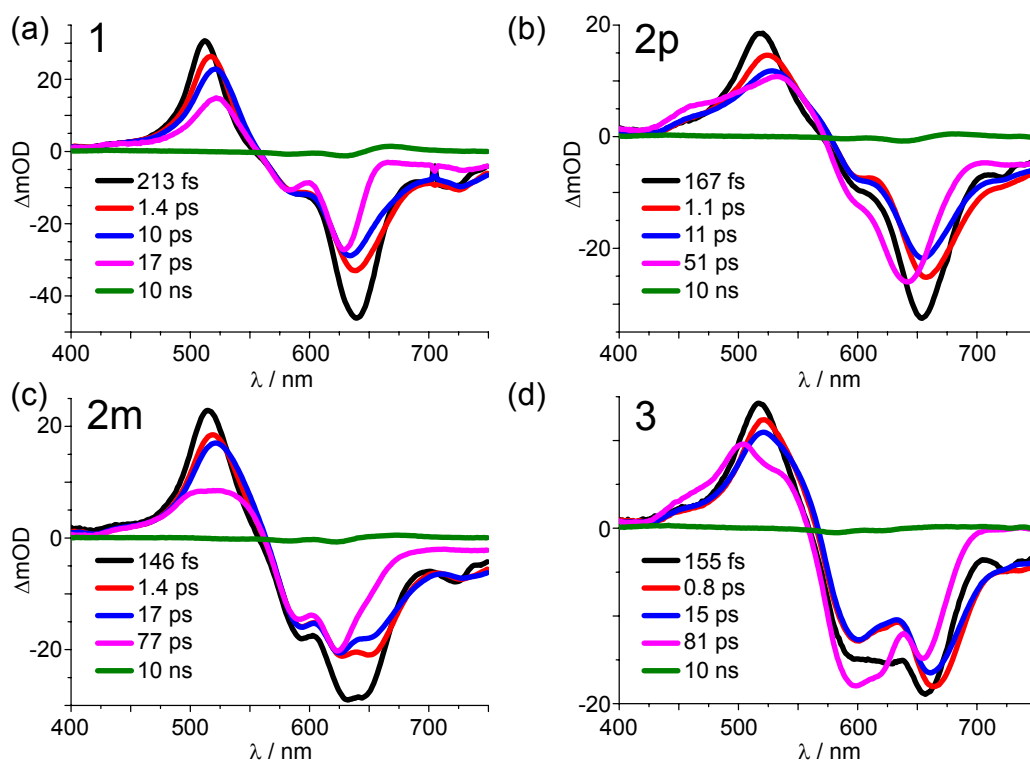 (a)
1
20
0
-20
-40
ΔmOD
213 fs
1.4 ps
10 ps
17 ps
10 ns
400 500 600 700
λ / nm
(b)
2p
20
0
-20
ΔmOD
167 fs
1.1 ps
11 ps
51 ps
10 ns
400 500 600 700
λ / nm
(c)
2m
20
0
-20
ΔmOD
146 fs
1.4 ps
17 ps
77 ps
10 ns
400 500 600 700
λ / nm
(d)
3
0
-20
ΔmOD
155 fs
0.8 ps
15 ps
81 ps
10 ns
400 500 600 700
λ / nm